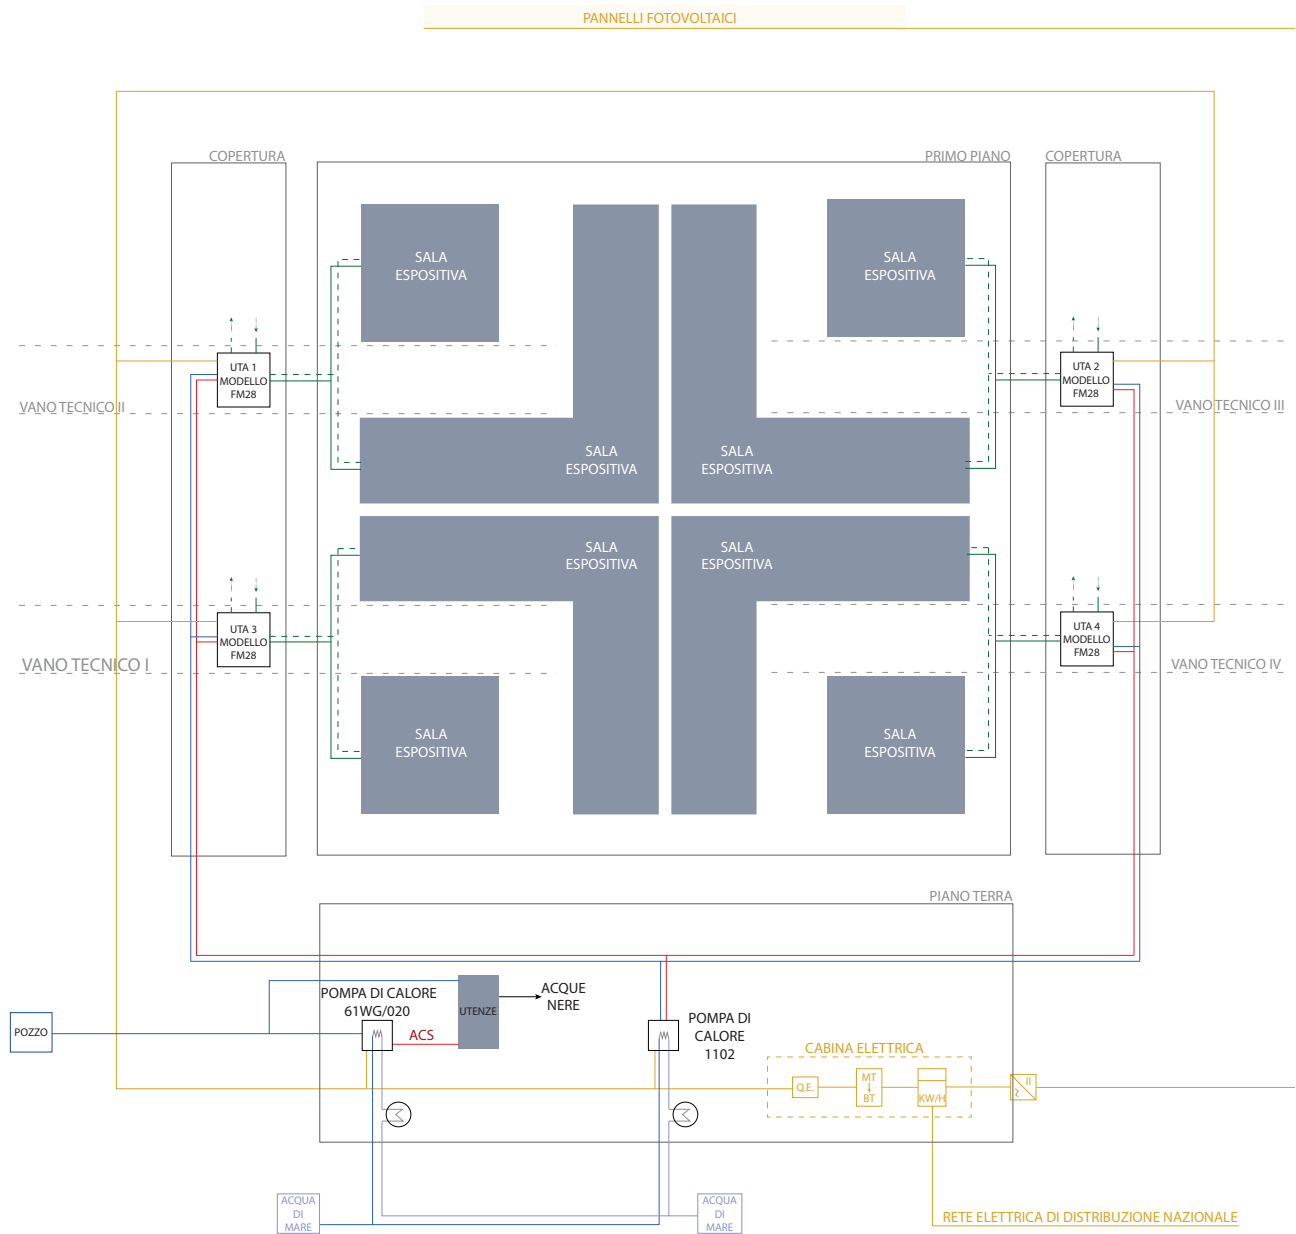 PANNELLI FOTOVOLTAICI
COPERTURA
PRIMO PIANO
COPERTURA
SALA
ESPOSITIVA
SALA
ESPOSITIVA
UTA 1
MODELLO
FM28
UTA 2
MODELLO
FM28
VANO TECNICO II
VANO TECNICO III
SALA
ESPOSITIVA
SALA
ESPOSITIVA
SALA
ESPOSITIVA
SALA
ESPOSITIVA
UTA 3
MODELLO
FM28
UTA 4
MODELLO
FM28
VANO TECNICO I
VANO TECNICO IV
SALA
ESPOSITIVA
SALA
ESPOSITIVA
PIANO TERRA
POMPA DI CALORE
61WG/020
UTENZE
ACQUE
NERE
POZZO
ACS
POMPA DI
CALORE
1102
CABINA ELETTRICA
Q.E.
MT
BT
KW/H
II
ACQUA
DI
MARE
ACQUA
DI
MARE
RETE ELETTRICA DI DISTRIBUZIONE NAZIONALE